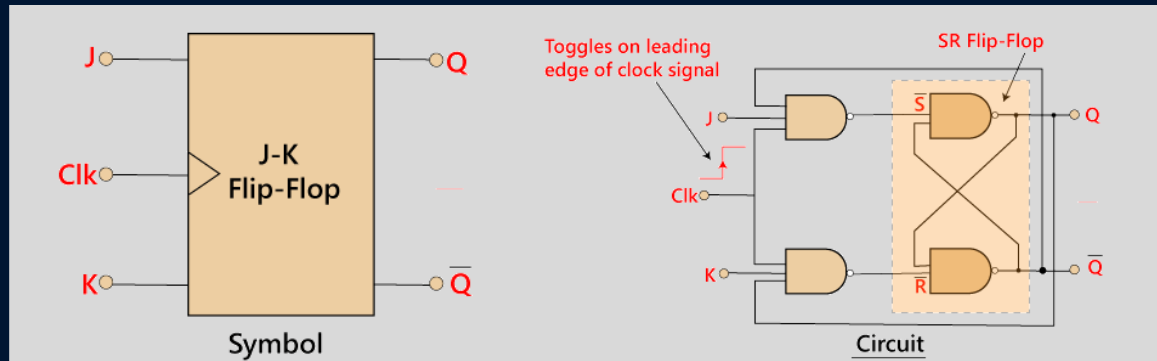 J
Clk
K
J-K
Flip-Flop
Q
Q̅
Symbol
Toggles on leading
edge of clock signal
SR Flip-Flop
J
Clk
K
S̅
R̅
Q
Q̅
Circuit